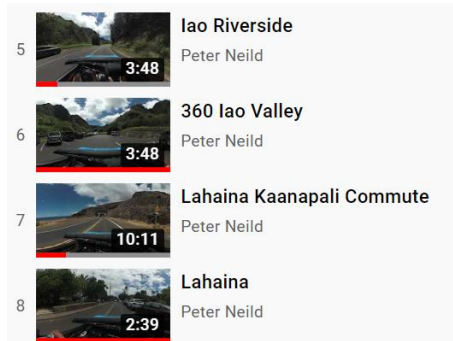 5
Iao Riverside
Peter Neild
3:48
6
360 Iao Valley
Peter Neild
3:48
7
Lahaina Kaanapali Commute
Peter Neild
10:11
8
Lahaina
Peter Neild
2:39